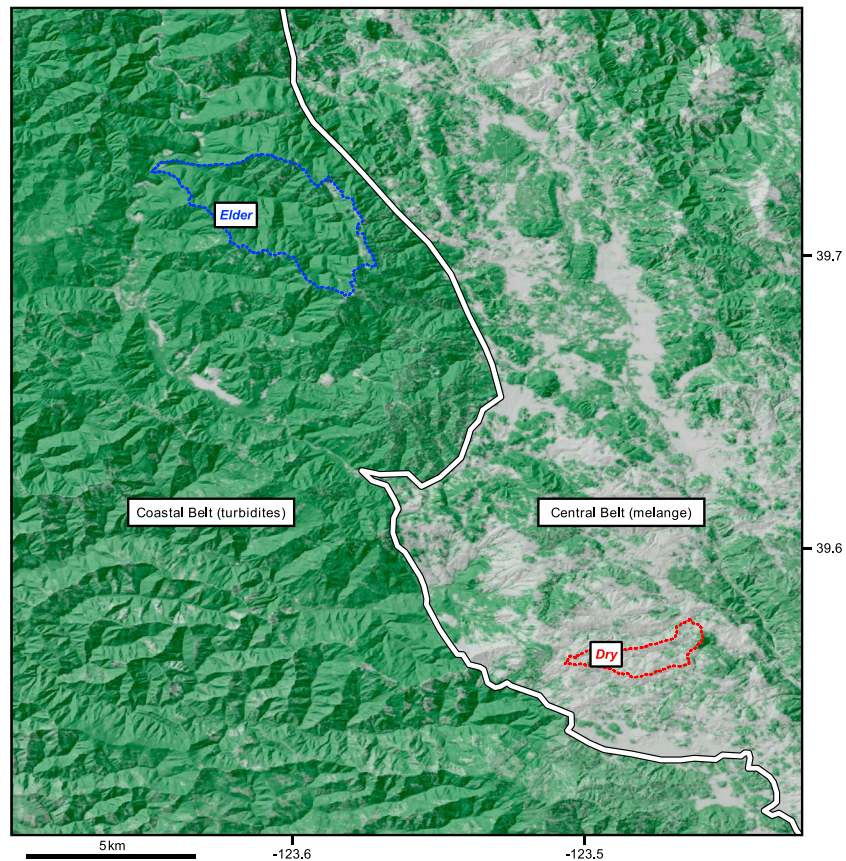 Elder
39.7
Coastal Belt (turbidites)
Central Belt (melange)
39.6
Dry
5km
-123.6
-123.5